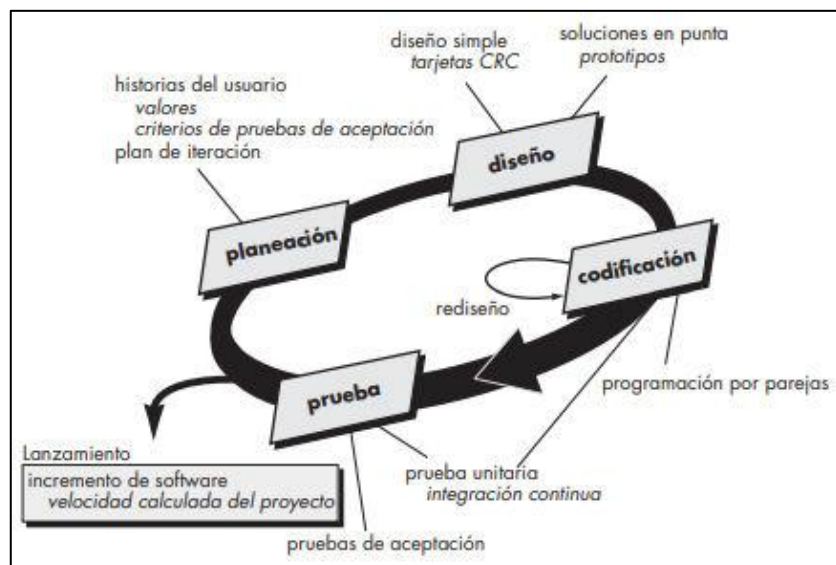 diseño simple
tarjetas CRC
soluciones en punta
prototipos
historias del usuario
valores
criterios de pruebas de aceptación
plan de iteración
diseño
planeación
codificación
rediseño
prueba
programación por parejas
Lanzamiento
incremento de software
velocidad calculada del proyecto
prueba unitaria
integración continua
pruebas de aceptación